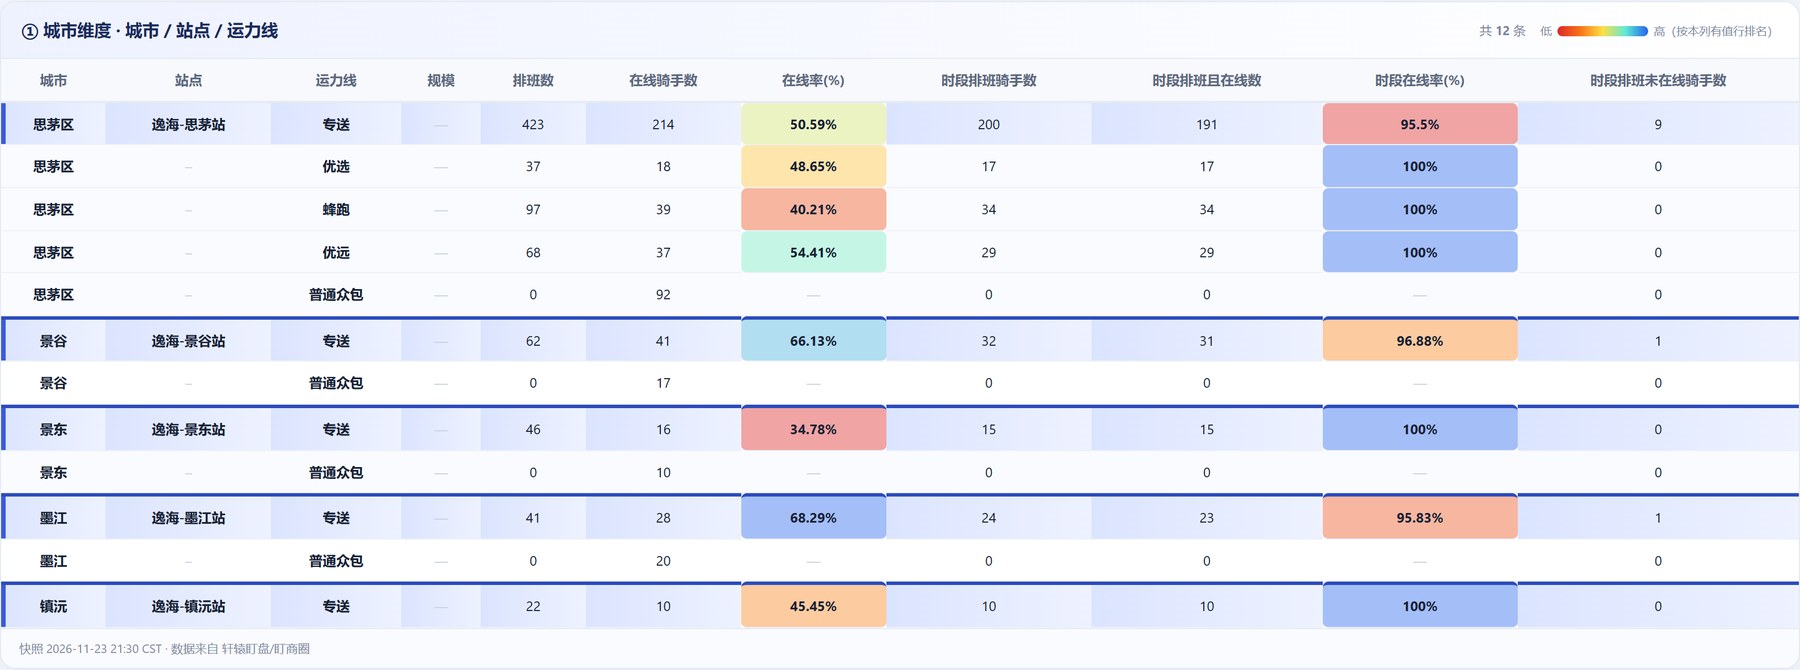 ① 城市维度 · 城市 / 站点 / 运力线
共 12 条 低 高 (按本列有值行排名)
城市 站点 运力线 规模 排班数 在线骑手数 在线率(%) 时段排班骑手数 时段排班且在线数 时段在线率(%) 时段排班未在线骑手数
思茅区 逸海-思茅站 专送 — 423 214 50.59% 200 191 95.5% 9
思茅区 – 优选 — 37 18 48.65% 17 17 100% 0
思茅区 – 蜂跑 — 97 39 40.21% 34 34 100% 0
思茅区 – 优远 — 68 37 54.41% 29 29 100% 0
思茅区 – 普通众包 — 0 92 — 0 0 — 0
景谷 逸海-景谷站 专送 — 62 41 66.13% 32 31 96.88% 1
景谷 – 普通众包 — 0 17 — 0 0 — 0
景东 逸海-景东站 专送 — 46 16 34.78% 15 15 100% 0
景东 – 普通众包 — 0 10 — 0 0 — 0
墨江 逸海-墨江站 专送 — 41 28 68.29% 24 23 95.83% 1
墨江 – 普通众包 — 0 20 — 0 0 — 0
镇沅 逸海-镇沅站 专送 — 22 10 45.45% 10 10 100% 0
快照 2026-11-23 21:30 CST · 数据来自 轩辕盯盘/盯商圈